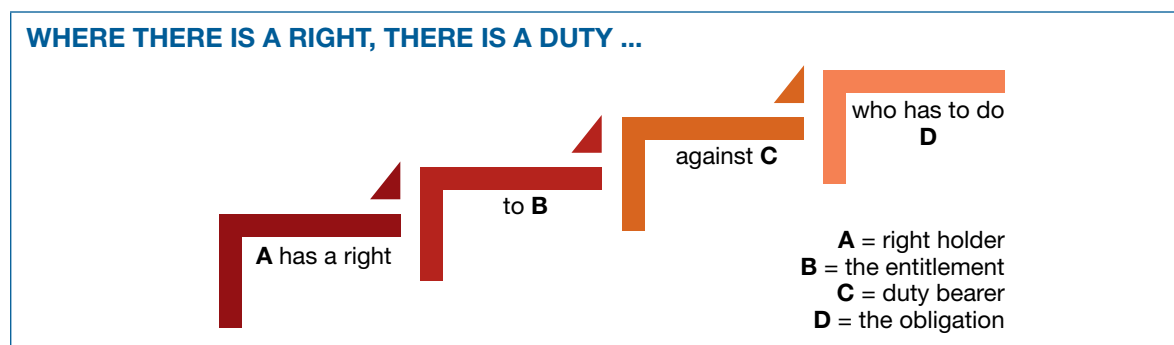 WHERE THERE IS A RIGHT, THERE IS A DUTY ...
A has a right
to B
against C
who has to do
D
A = right holder
B = the entitlement
C = duty bearer
D = the obligation